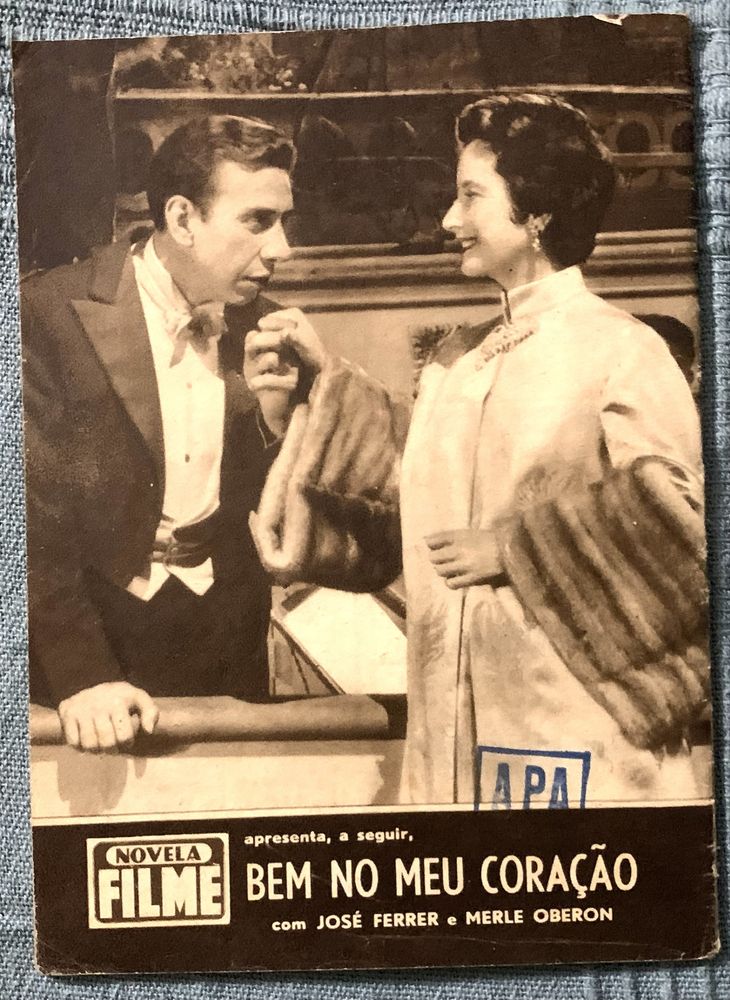 APA
NOVELA
FILME
apresenta, a seguir,
BEM NO MEU CORAÇÃO
com JOSÉ FERRER e MERLE OBERON